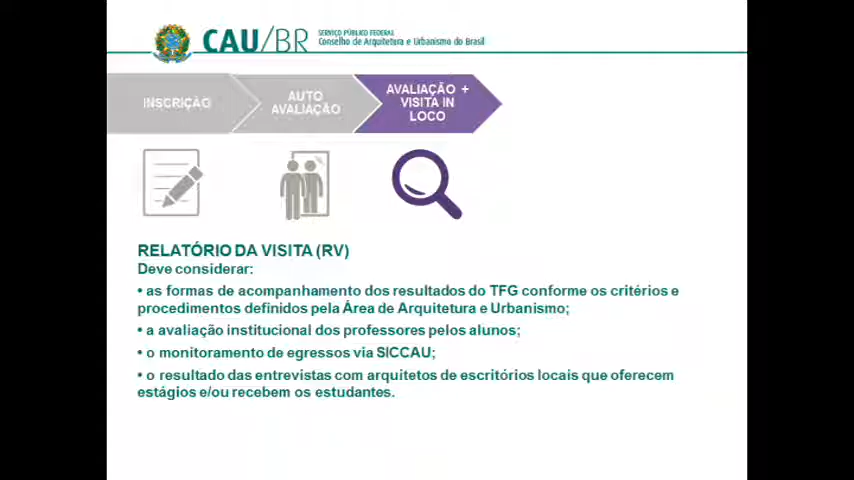 CAU/BR
SERVIÇO PÚBLICO FEDERAL
Conselho de Arquitetura e Urbanismo do Brasil
INSCRIÇÃO
AUTO
AVALIAÇÃO
AVALIAÇÃO +
VISITA IN
LOCO
RELATÓRIO DA VISITA (RV)
Deve considerar:
• as formas de acompanhamento dos resultados do TFG conforme os critérios e
procedimentos definidos pela Área de Arquitetura e Urbanismo;
• a avaliação institucional dos professores pelos alunos;
• o monitoramento de egressos via SICCAU;
• o resultado das entrevistas com arquitetos de escritórios locais que oferecem
estágios e/ou recebem os estudantes.